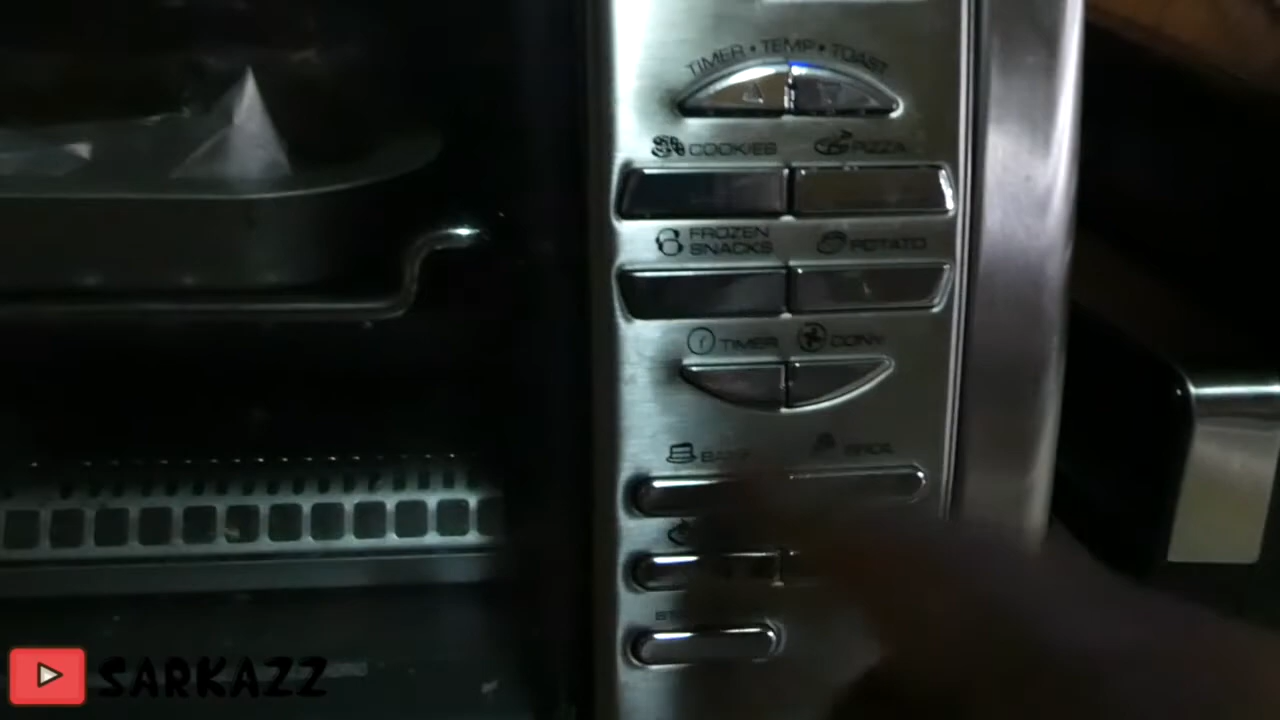 TIMER • TEMP • TOAST
COOKIES PIZZA
FROZEN
SNACKS POTATO
TIMER CONV
SARKAZZ